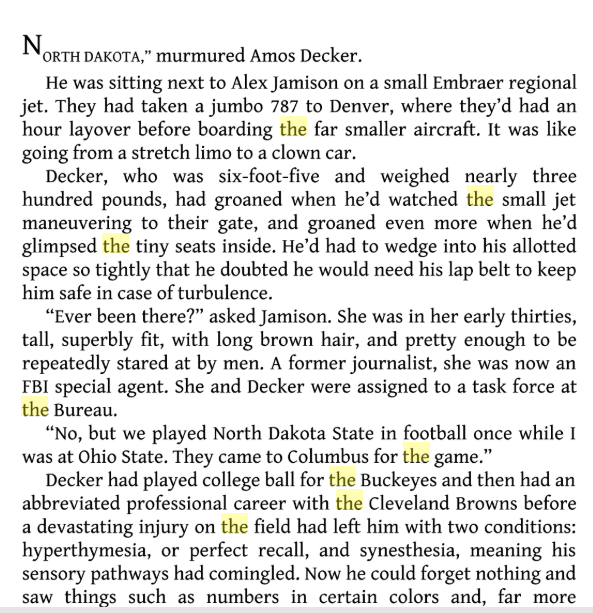 NORTH DAKOTA,” murmured Amos Decker.
He was sitting next to Alex Jamison on a small Embraer regional
jet. They had taken a jumbo 787 to Denver, where they’d had an
hour layover before boarding the far smaller aircraft. It was like
going from a stretch limo to a clown car.
Decker, who was six-foot-five and weighed nearly three
hundred pounds, had groaned when he’d watched the small jet
maneuvering to their gate, and groaned even more when he’d
glimpsed the tiny seats inside. He’d had to wedge into his allotted
space so tightly that he doubted he would need his lap belt to keep
him safe in case of turbulence.
“Ever been there?” asked Jamison. She was in her early thirties,
tall, superbly fit, with long brown hair, and pretty enough to be
repeatedly stared at by men. A former journalist, she was now an
FBI special agent. She and Decker were assigned to a task force at
the Bureau.
“No, but we played North Dakota State in football once while I
was at Ohio State. They came to Columbus for the game.”
Decker had played college ball for the Buckeyes and then had an
abbreviated professional career with the Cleveland Browns before
a devastating injury on the field had left him with two conditions:
hyperthymesia, or perfect recall, and synesthesia, meaning his
sensory pathways had comingled. Now he could forget nothing and
saw things such as numbers in certain colors and, far more